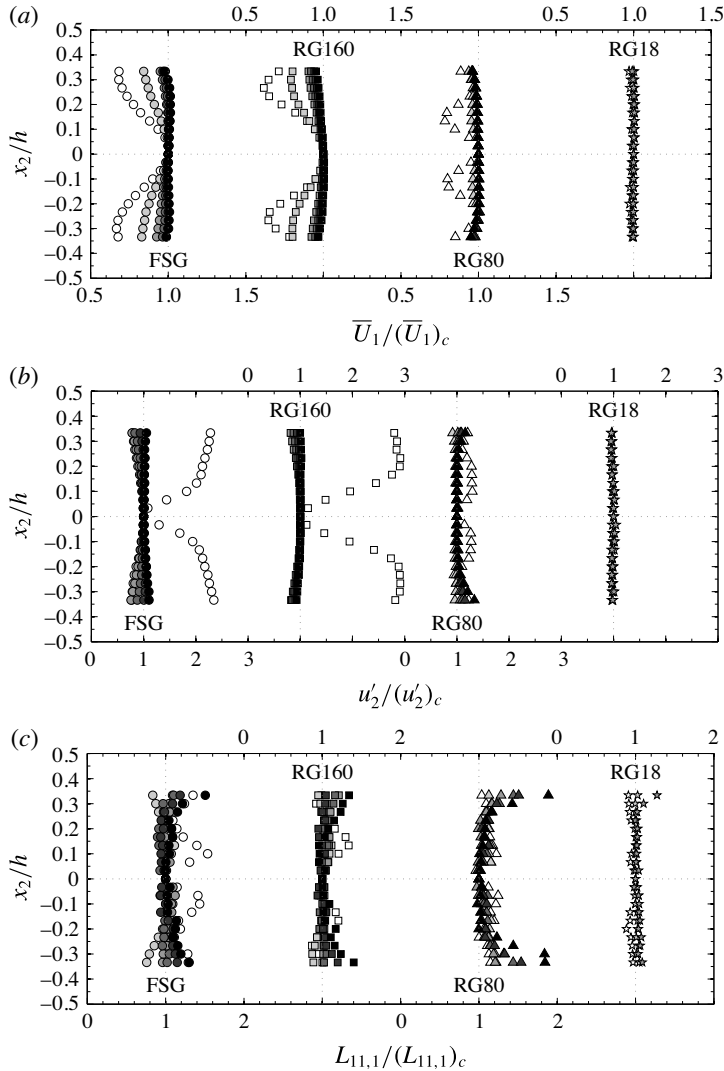 (a)
0.5 1.0 1.5 0.5 1.0 1.5
RG160 RG18
0.5
0.4
0.3
0.2
0.1
0
−0.1
−0.2
−0.3
−0.4
−0.5
x₂/h
FSG RG80
0.5 1.0 1.5 0.5 1.0 1.5
U̅₁/(U̅₁)c
(b)
0 1 2 3 0 1 2 3
RG160 RG18
0.5
0.4
0.3
0.2
0.1
0
−0.1
−0.2
−0.3
−0.4
−0.5
x₂/h
FSG RG80
0 1 2 3 0 1 2 3
u′₂/(u′₂)c
(c)
0 1 2 0 1 2
RG160 RG18
0.5
0.4
0.3
0.2
0.1
0
−0.1
−0.2
−0.3
−0.4
−0.5
x₂/h
FSG RG80
0 1 2 0 1 2
L₁₁,₁/(L₁₁,₁)c